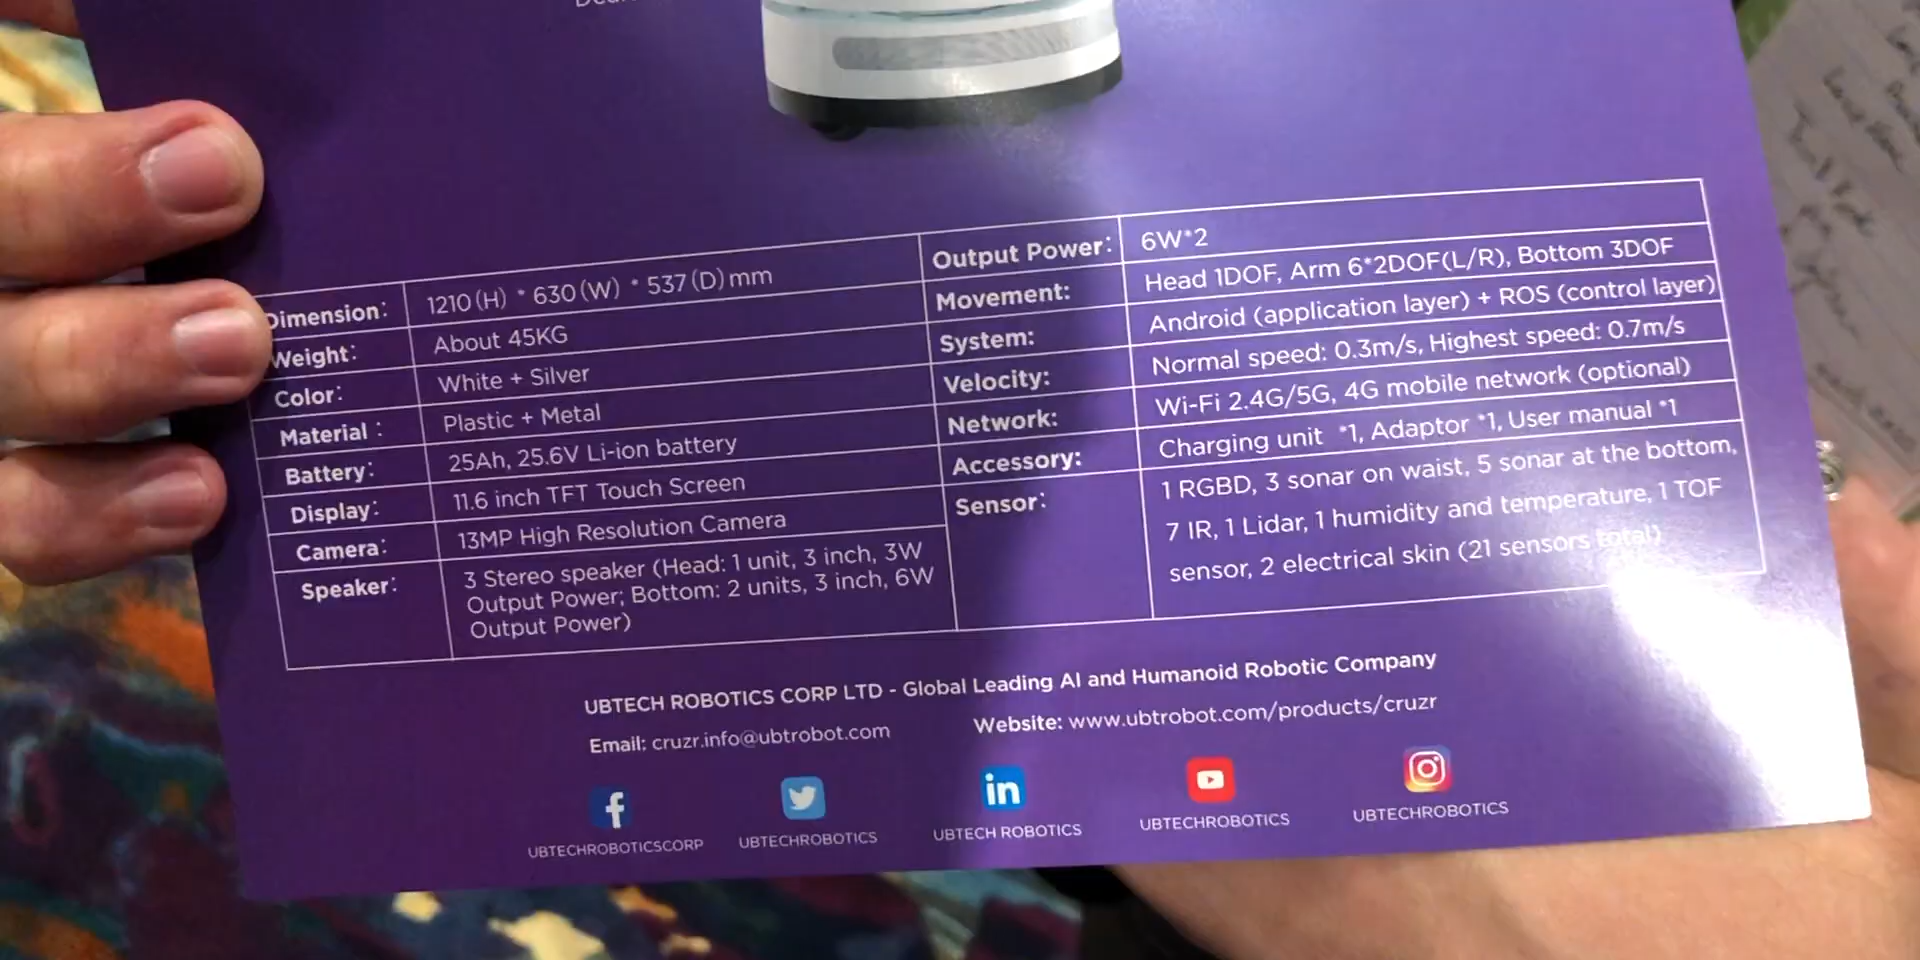 Dimension: 1210(H) * 630(W) * 537(D)mm
Weight: About 45KG
Color: White + Silver
Material : Plastic + Metal
Battery: 25Ah, 25.6V Li-ion battery
Display: 11.6 inch TFT Touch Screen
Camera: 13MP High Resolution Camera
Speaker: 3 Stereo speaker (Head: 1 unit, 3 inch, 3W
Output Power; Bottom: 2 units, 3 inch, 6W
Output Power)
Output Power: 6W*2
Movement: Head 1DOF, Arm 6*2DOF(L/R), Bottom 3DOF
System: Android (application layer) + ROS (control layer)
Velocity: Normal speed: 0.3m/s, Highest speed: 0.7m/s
Network: Wi-Fi 2.4G/5G, 4G mobile network (optional)
Accessory: Charging unit *1, Adaptor *1, User manual *1
Sensor: 1 RGBD, 3 sonar on waist, 5 sonar at the bottom,
7 IR, 1 Lidar, 1 humidity and temperature, 1 TOF
sensor, 2 electrical skin (21 sensors total)
UBTECH ROBOTICS CORP LTD - Global Leading AI and Humanoid Robotic Company
Email: cruzr.info@ubtrobot.com Website: www.ubtrobot.com/products/cruzr
UBTECHROBOTICSCORP UBTECHROBOTICS UBTECH ROBOTICS UBTECHROBOTICS UBTECHROBOTICS